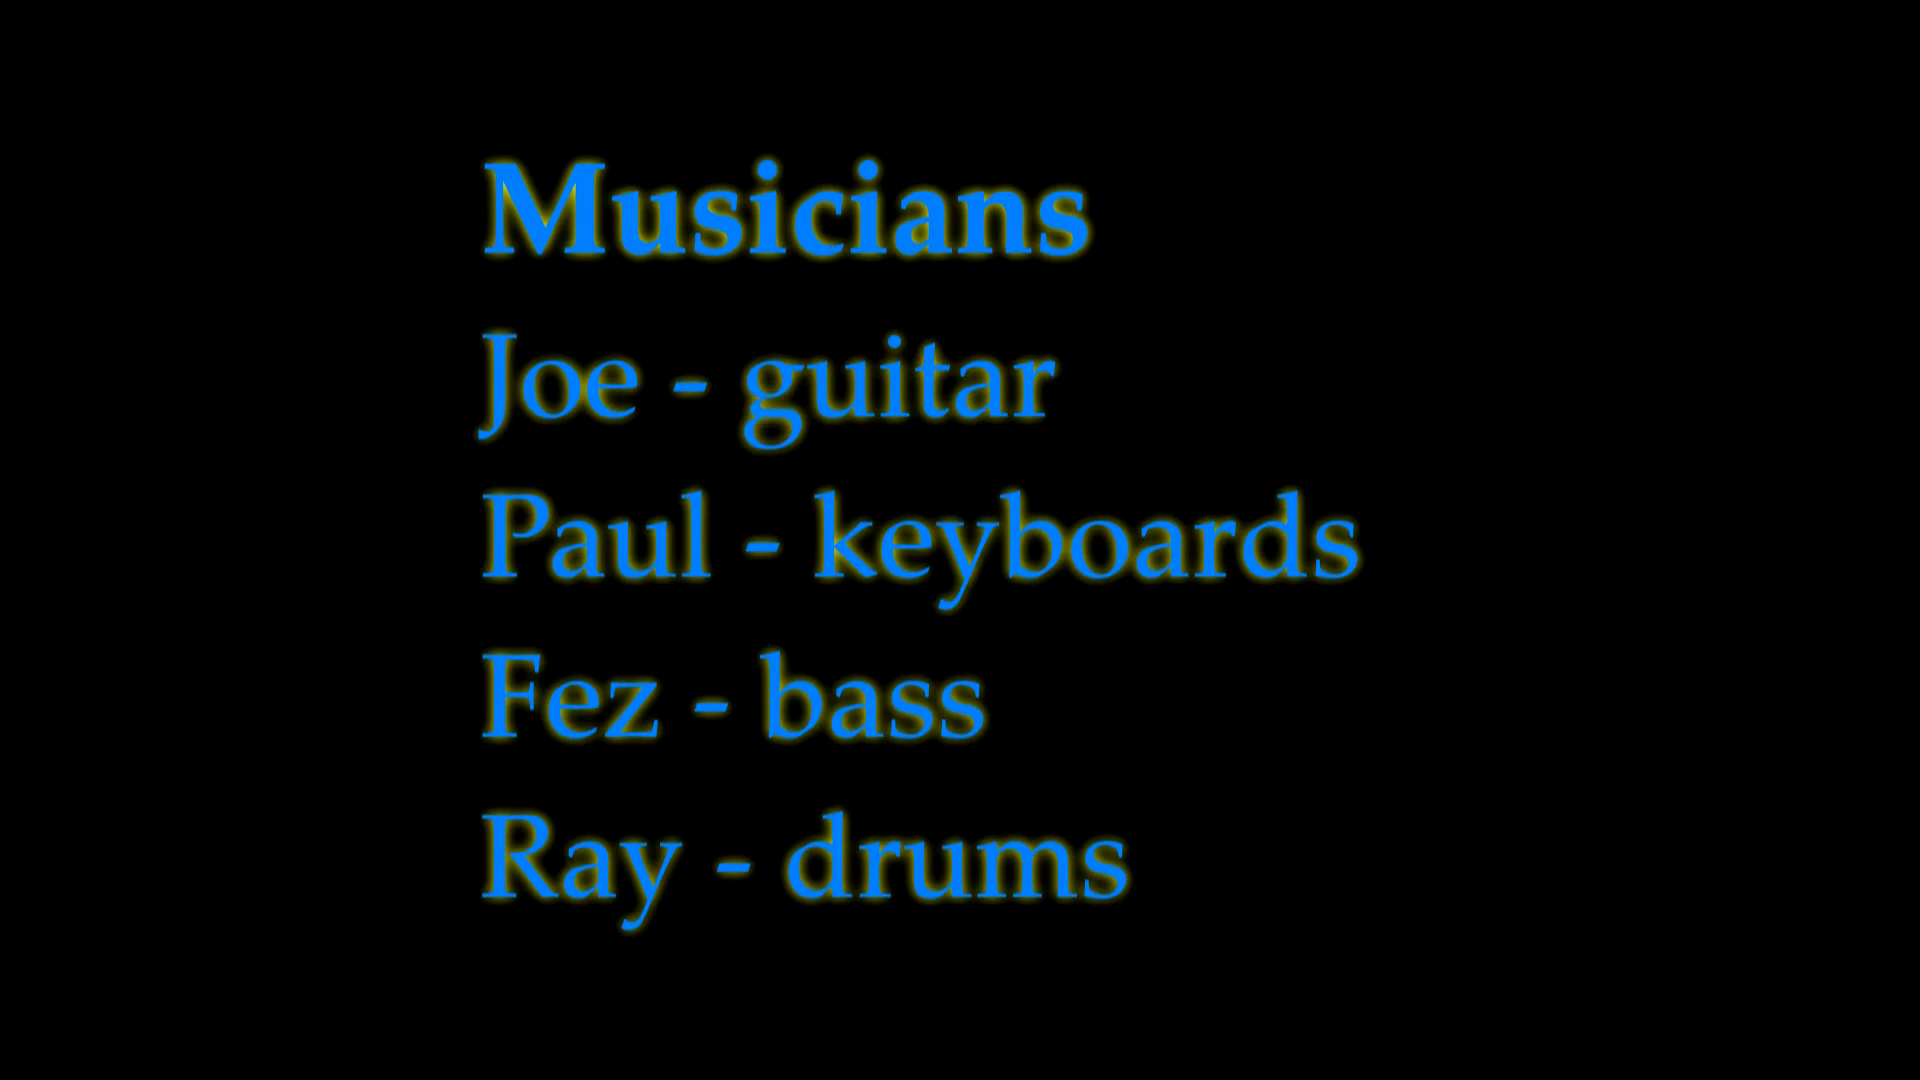 Musicians
Joe - guitar
Paul - keyboards
Fez - bass
Ray - drums